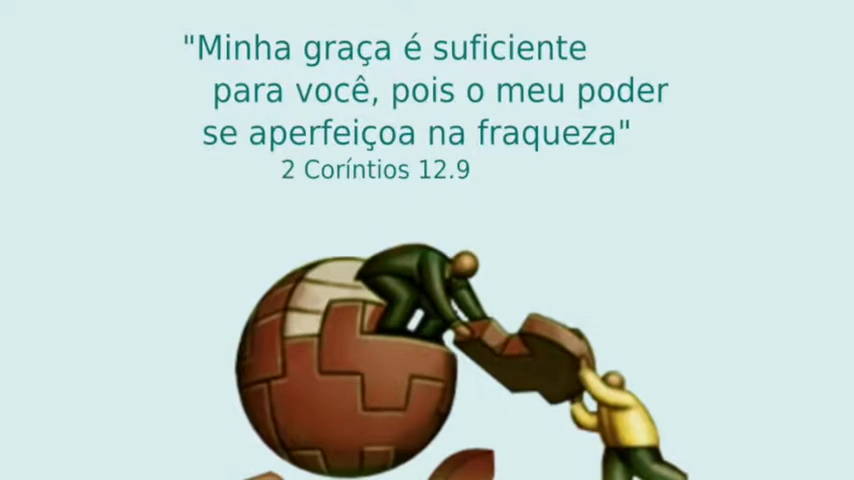 "Minha graça é suficiente
para você, pois o meu poder
se aperfeiçoa na fraqueza"
2 Coríntios 12.9